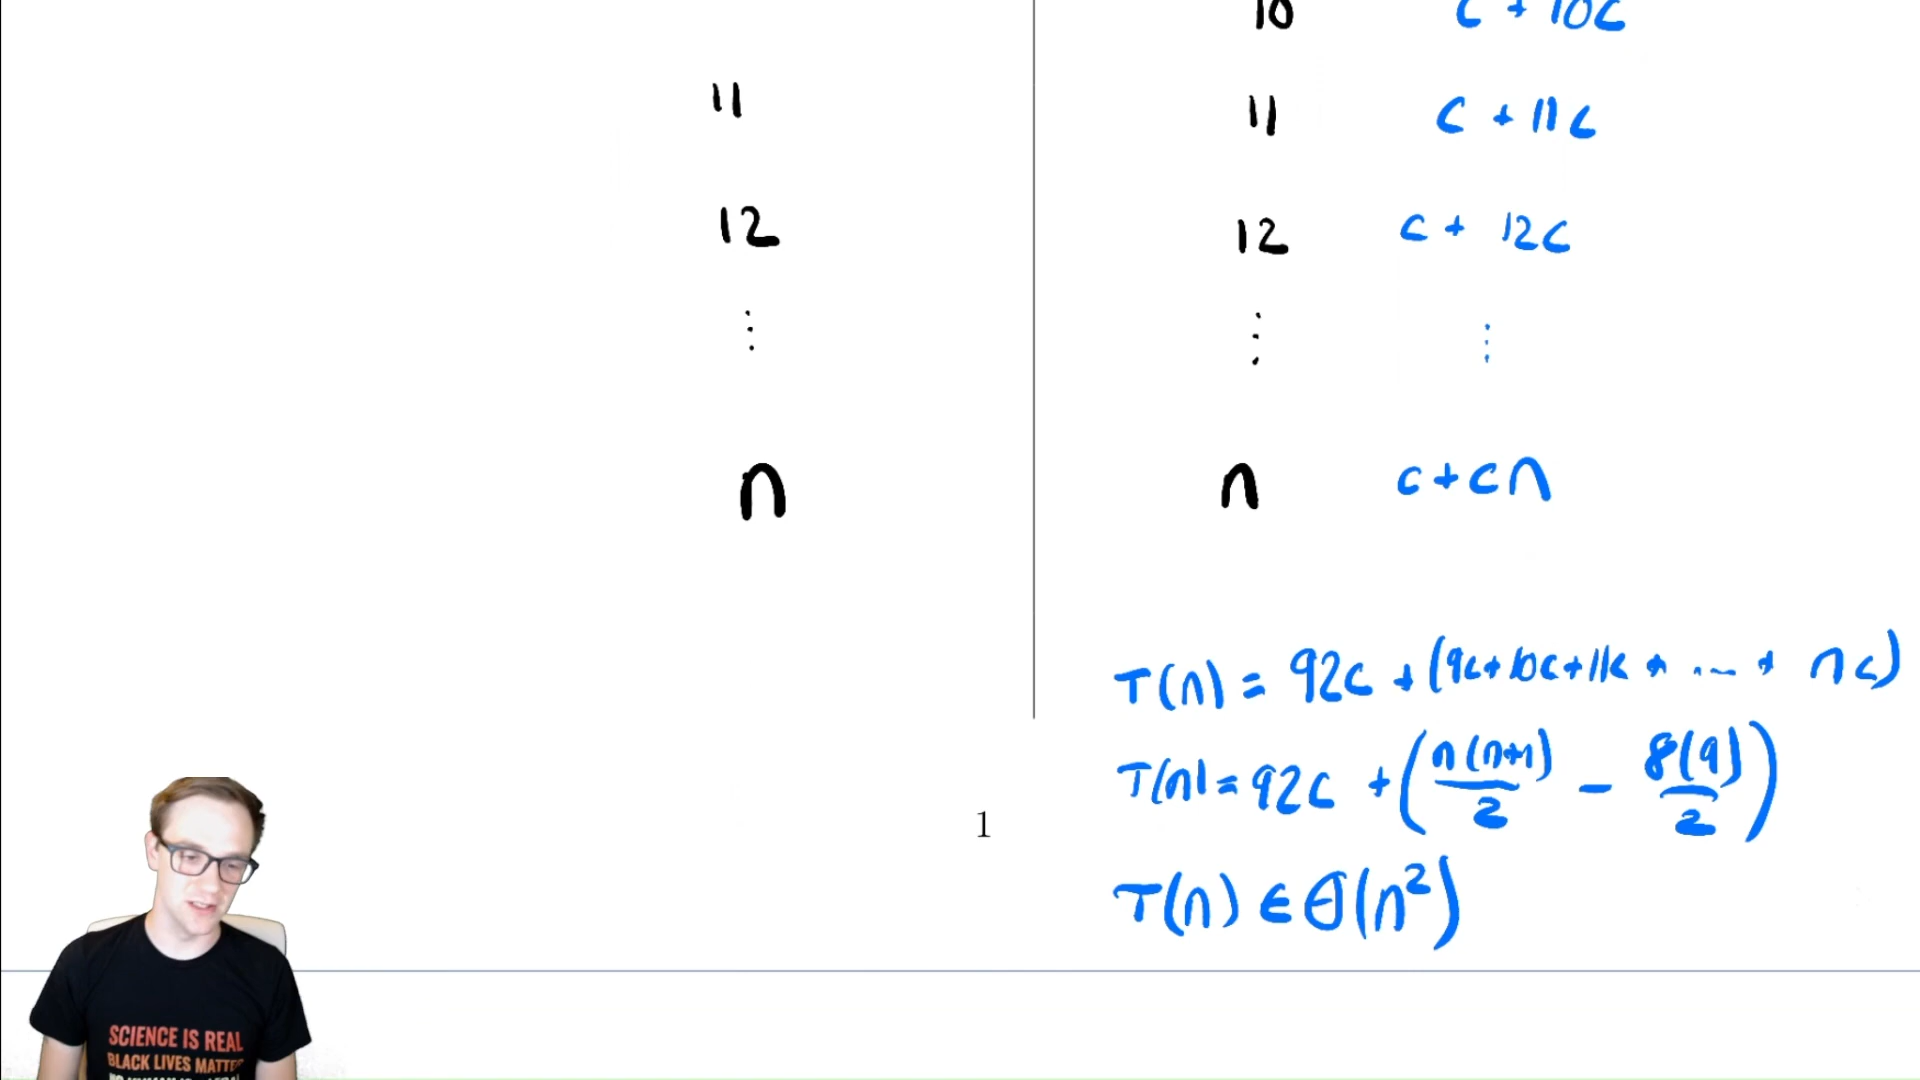 10 c + 10c
11
11 c + 11c
12
12 c + 12c
⋮
⋮ ⋮
n
n c + cn
T(n) = 92c + (9c+10c+11c + ... + nc)
T(n) = 92c + (n(n+1)/2 - 8(9)/2)
1
T(n) ∈ Θ(n²)
SCIENCE IS REAL
BLACK LIVES MATTER